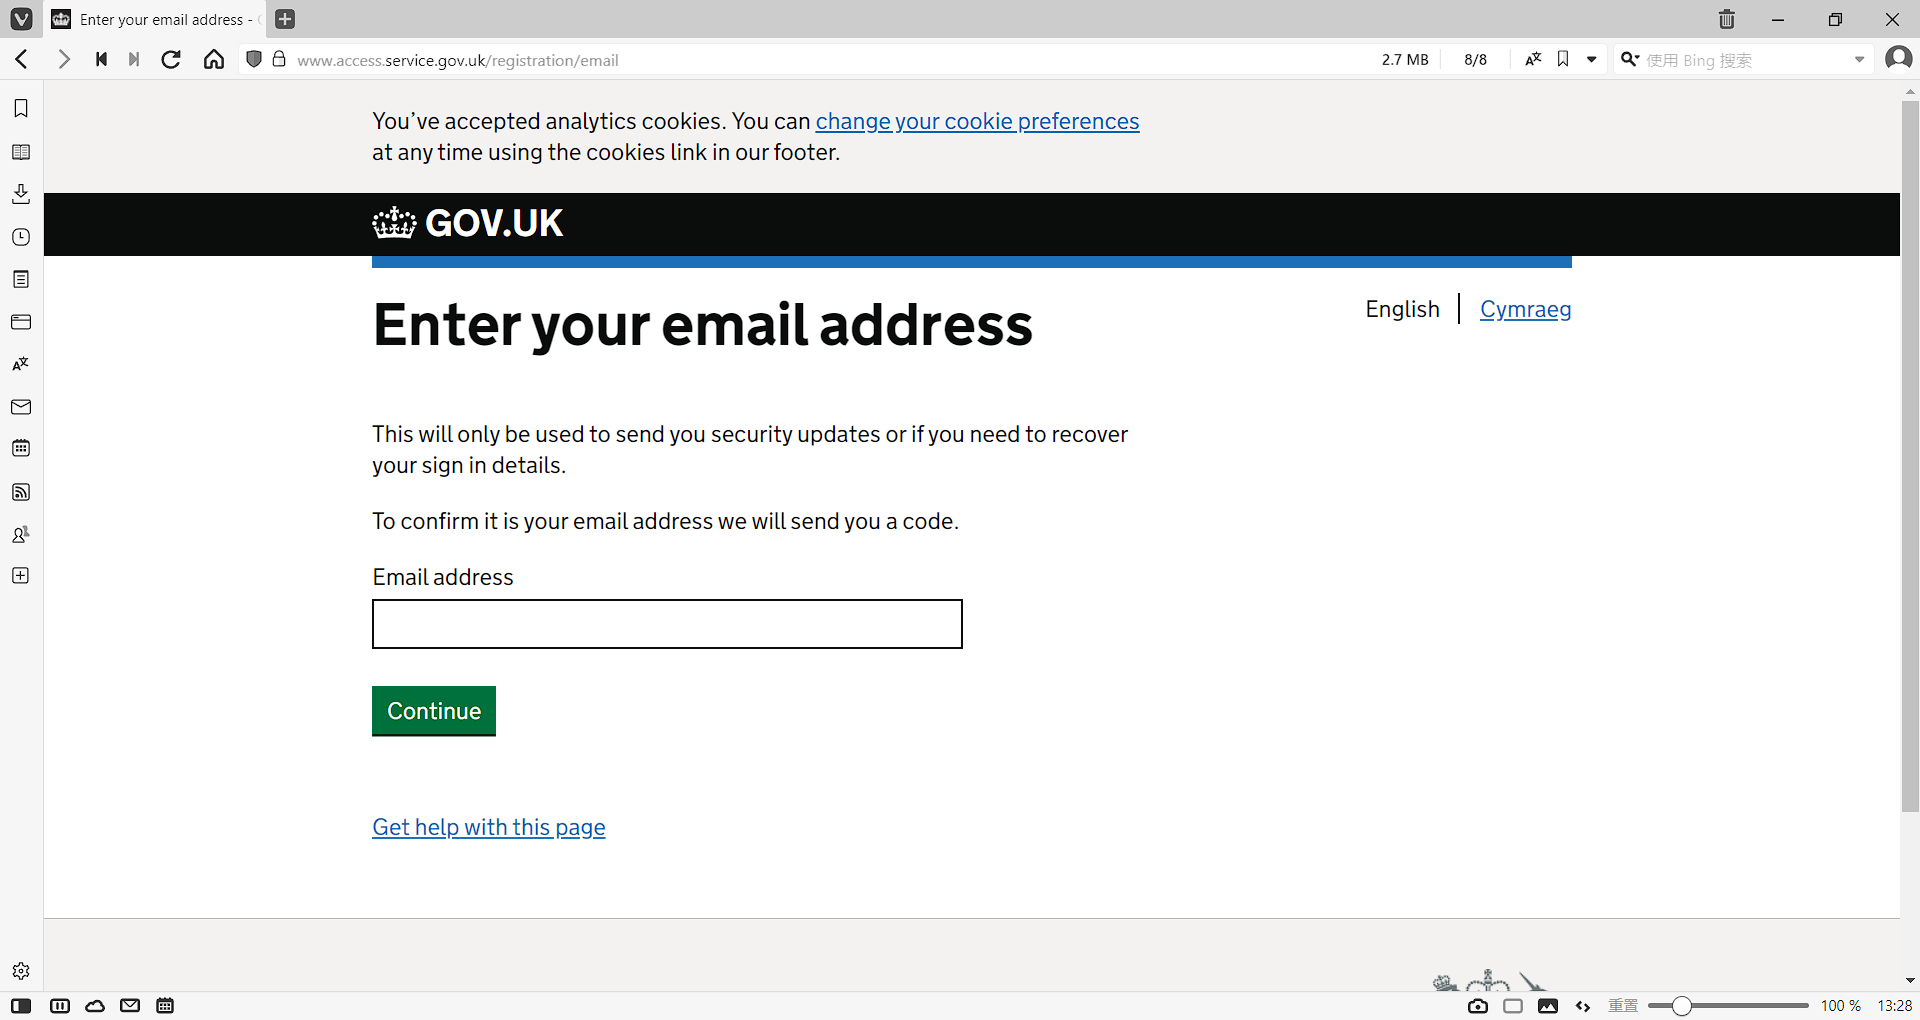 Enter your email address -
www.access.service.gov.uk/registration/email
2.7 MB
8/8
使用 Bing 搜索
You’ve accepted analytics cookies. You can change your cookie preferences
at any time using the cookies link in our footer.
GOV.UK
Enter your email address
English
Cymraeg
This will only be used to send you security updates or if you need to recover
your sign in details.
To confirm it is your email address we will send you a code.
Email address
Continue
Get help with this page
重置
100 %
13:28